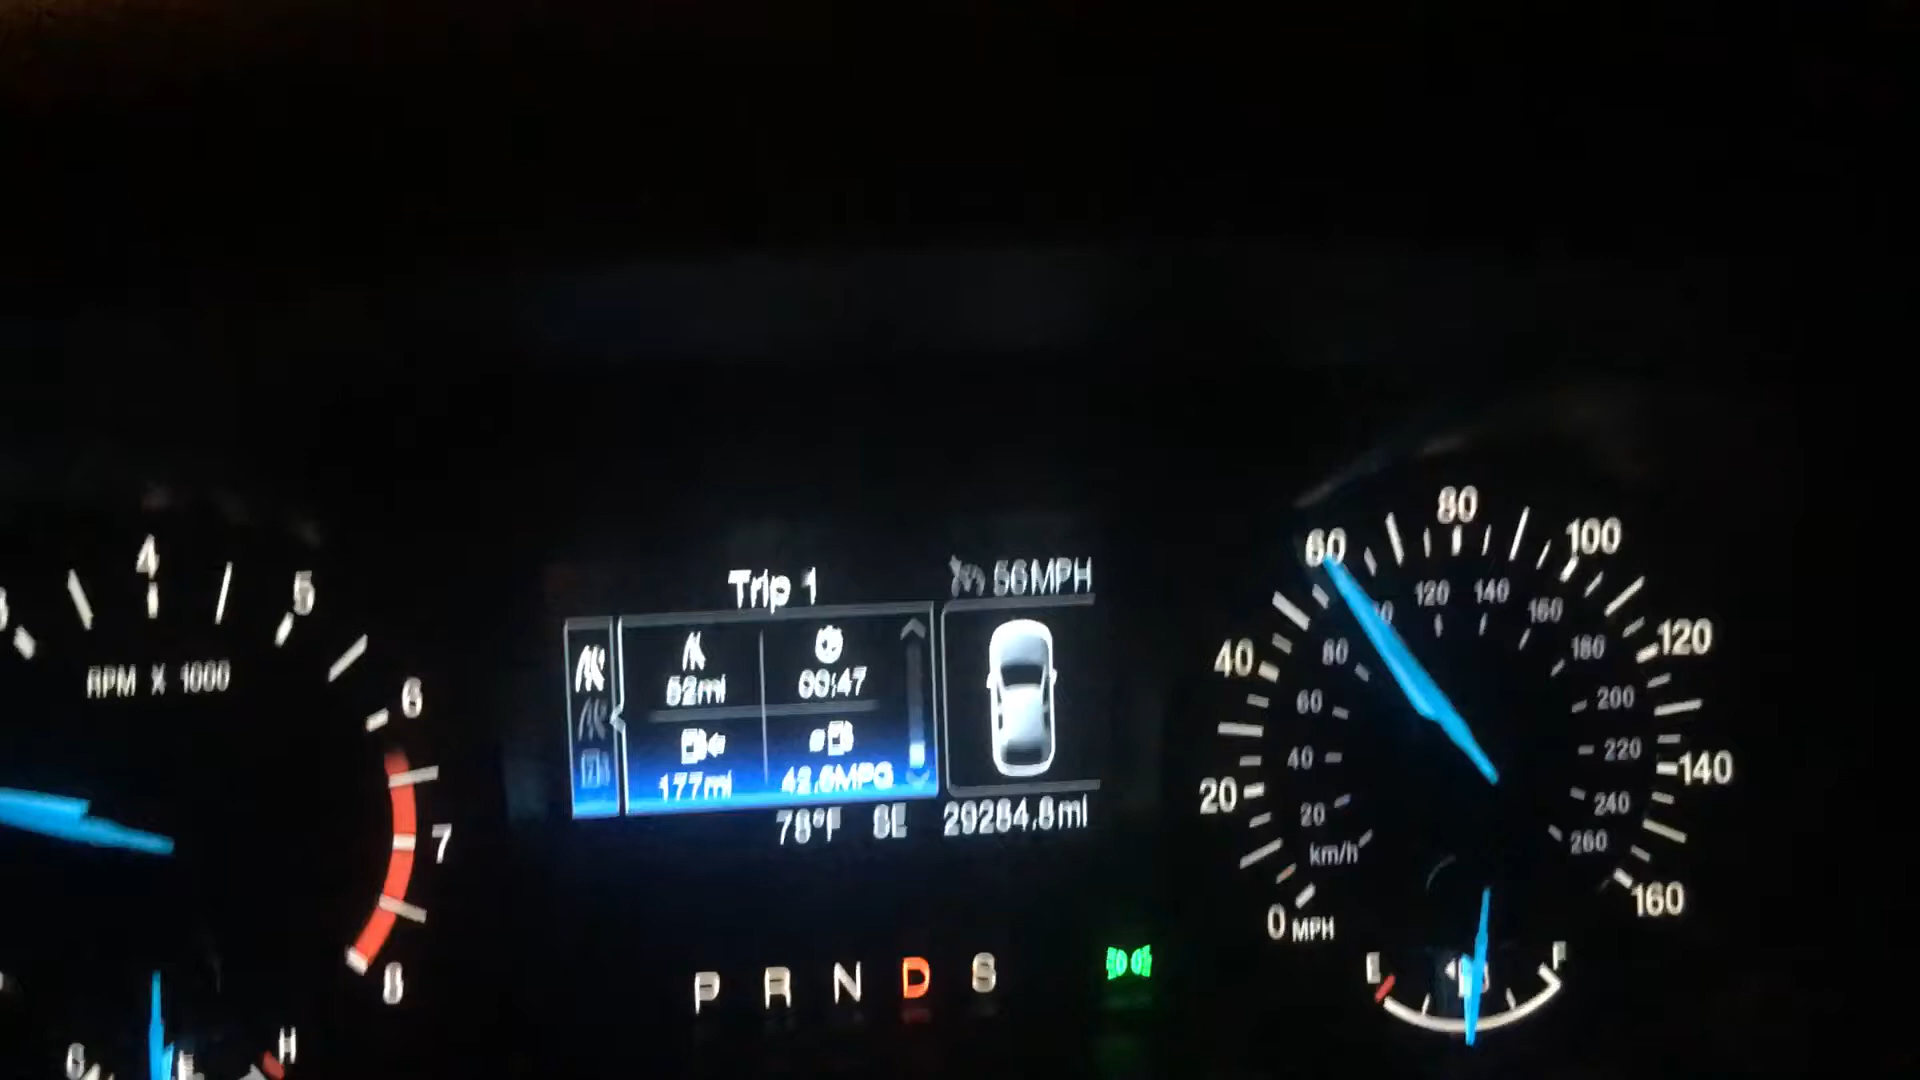 Trip 1
56MPH
52mi
00:47
177mi
42.6MPG
78°F SE 29284.8mi
4
5
RPM X 1000
6
7
8
H
P R N D S
60
80
100
40
120
20
140
0 MPH
160
120
140
160
80
180
60
200
40
220
20
240
km/h
260
E
F